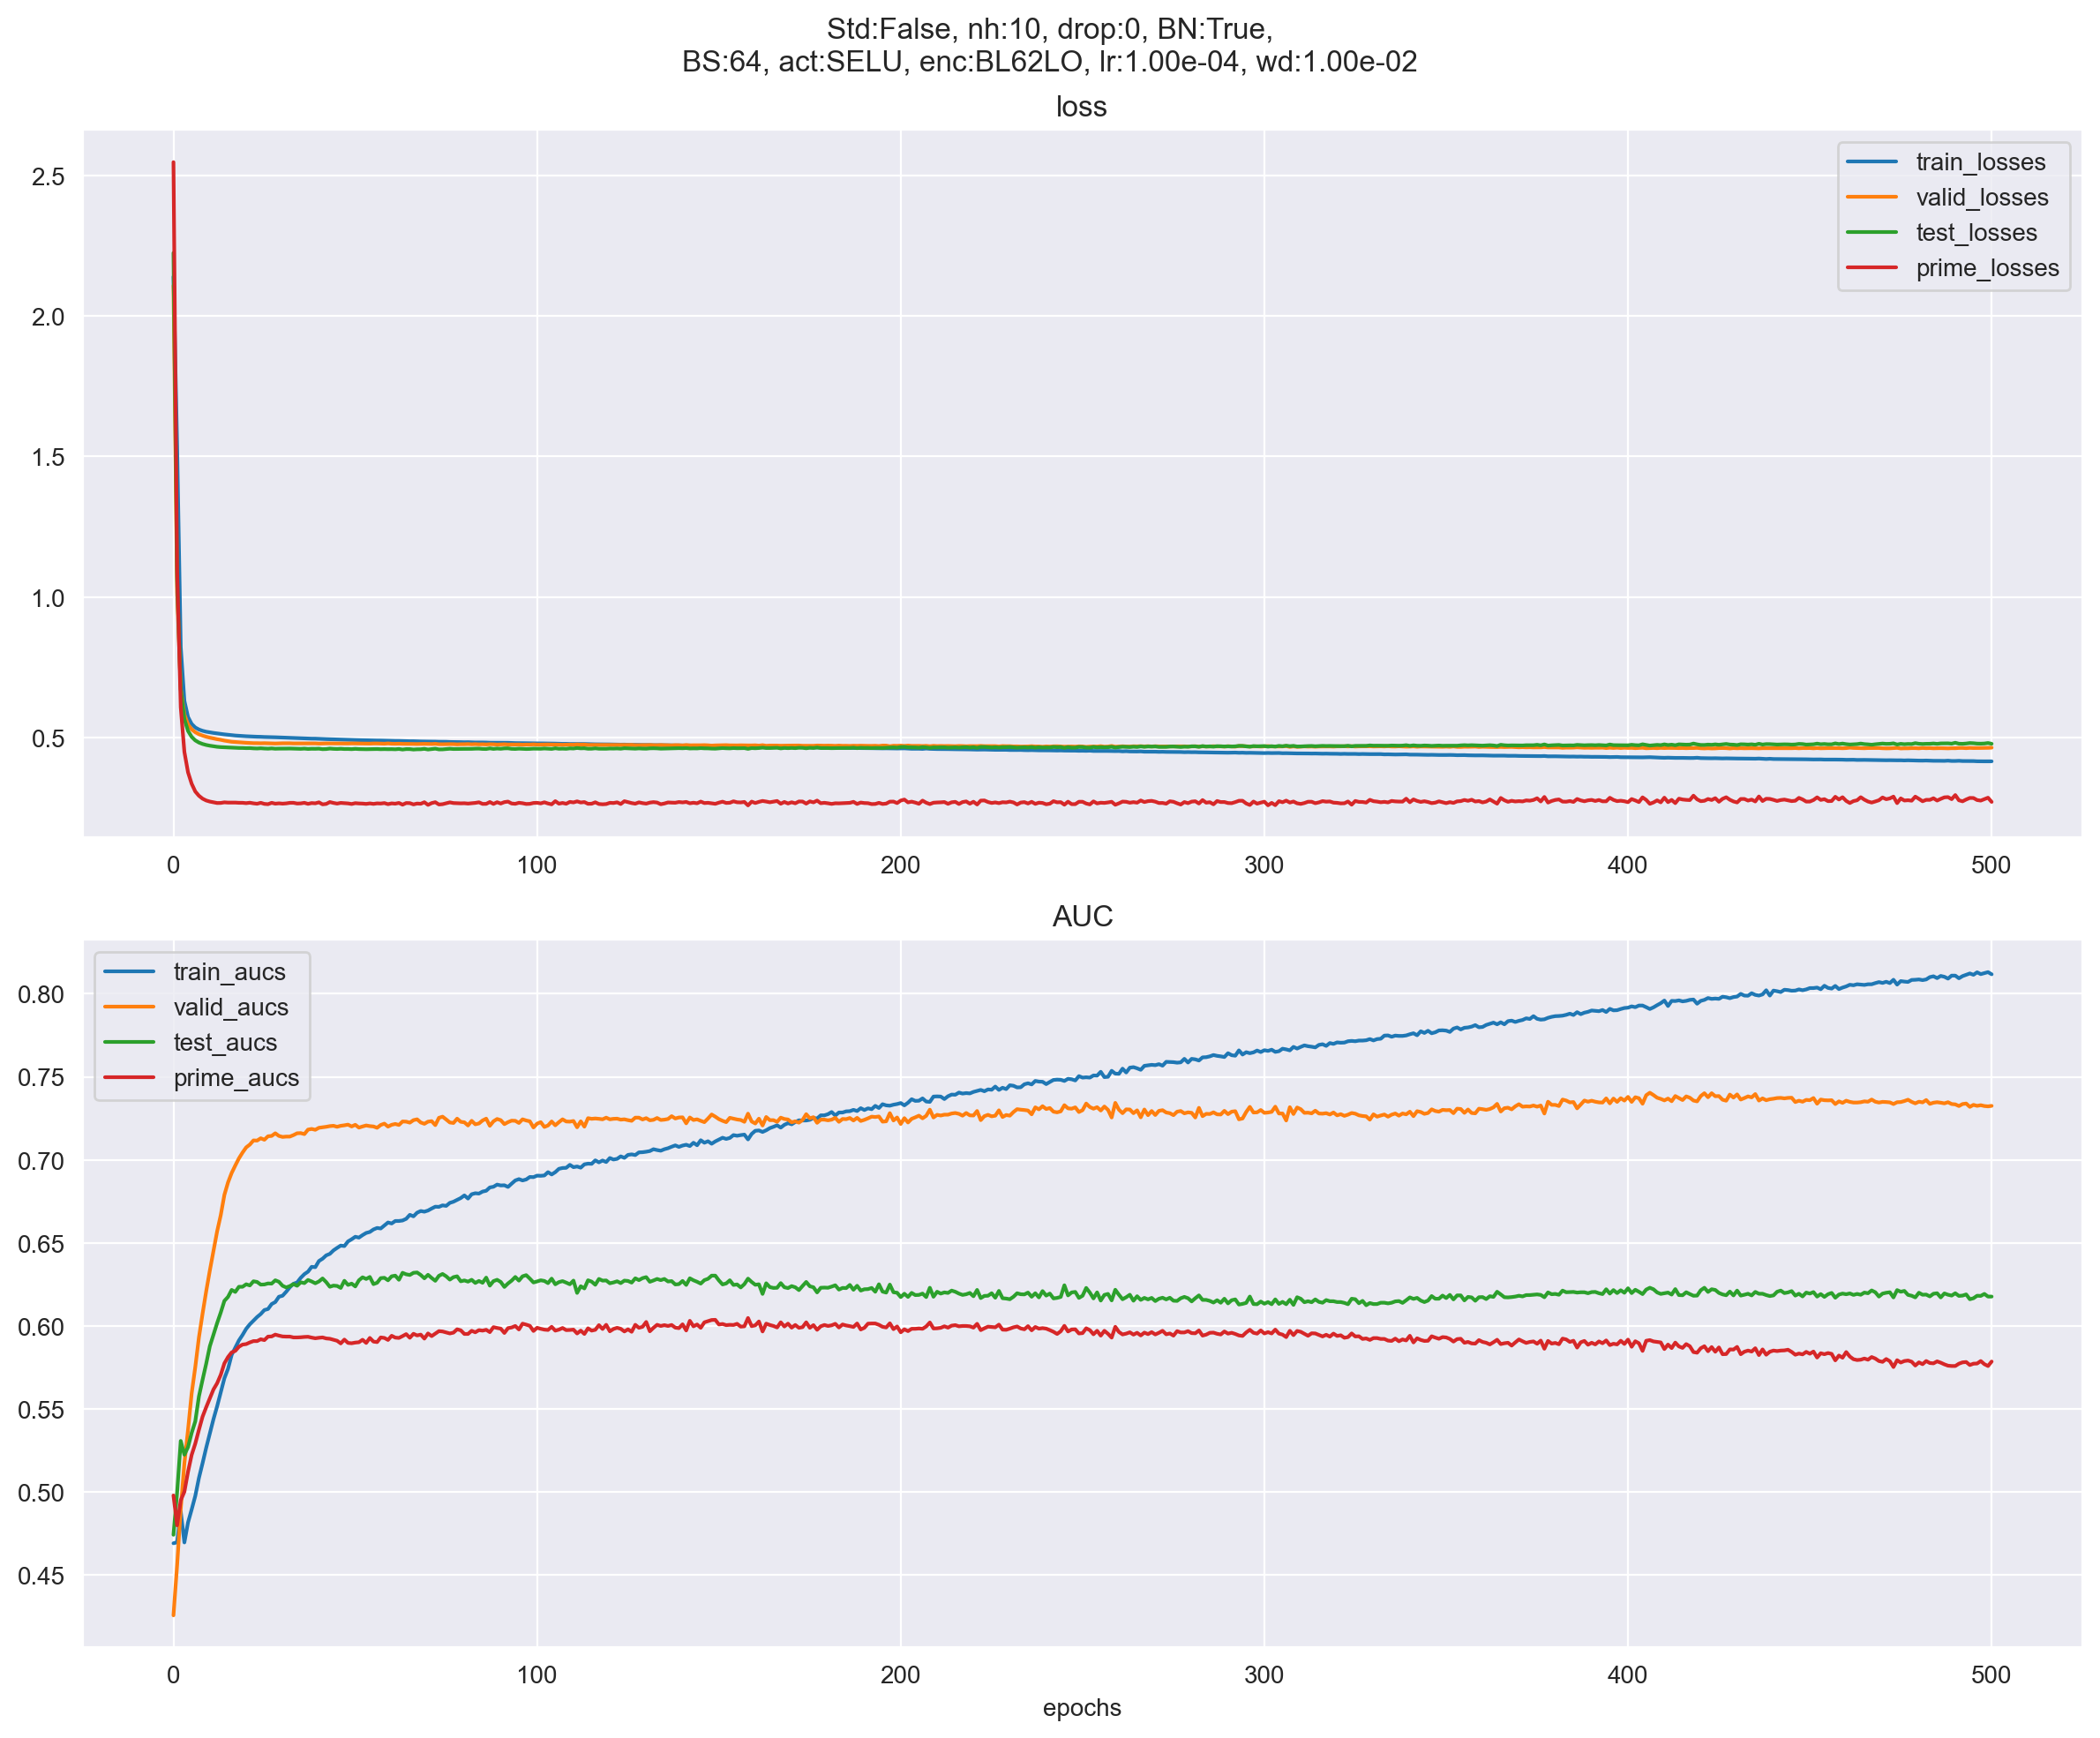 Std:False, nh:10, drop:0, BN:True,
BS:64, act:SELU, enc:BL62LO, lr:1.00e-04, wd:1.00e-02
loss
train_losses
valid_losses
test_losses
prime_losses
2.5
2.0
1.5
1.0
0.5
0 100 200 300 400 500
AUC
train_aucs
valid_aucs
test_aucs
prime_aucs
0.80
0.75
0.70
0.65
0.60
0.55
0.50
0.45
0 100 200 300 400 500
epochs